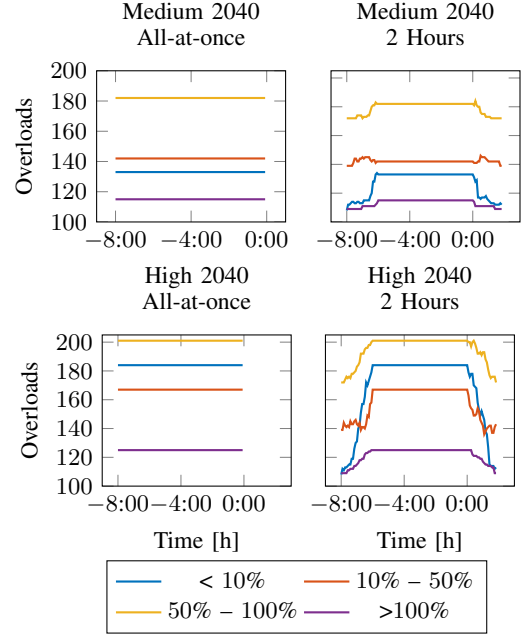 Medium 2040
All-at-once
Medium 2040
2 Hours
200
180
160
140
120
100
Overloads
−8:00 −4:00 0:00
−8:00 −4:00 0:00
High 2040
All-at-once
High 2040
2 Hours
200
180
160
140
120
100
Overloads
−8:00 −4:00 0:00
−8:00 −4:00 0:00
Time [h]
Time [h]
< 10%
10% – 50%
50% – 100%
>100%